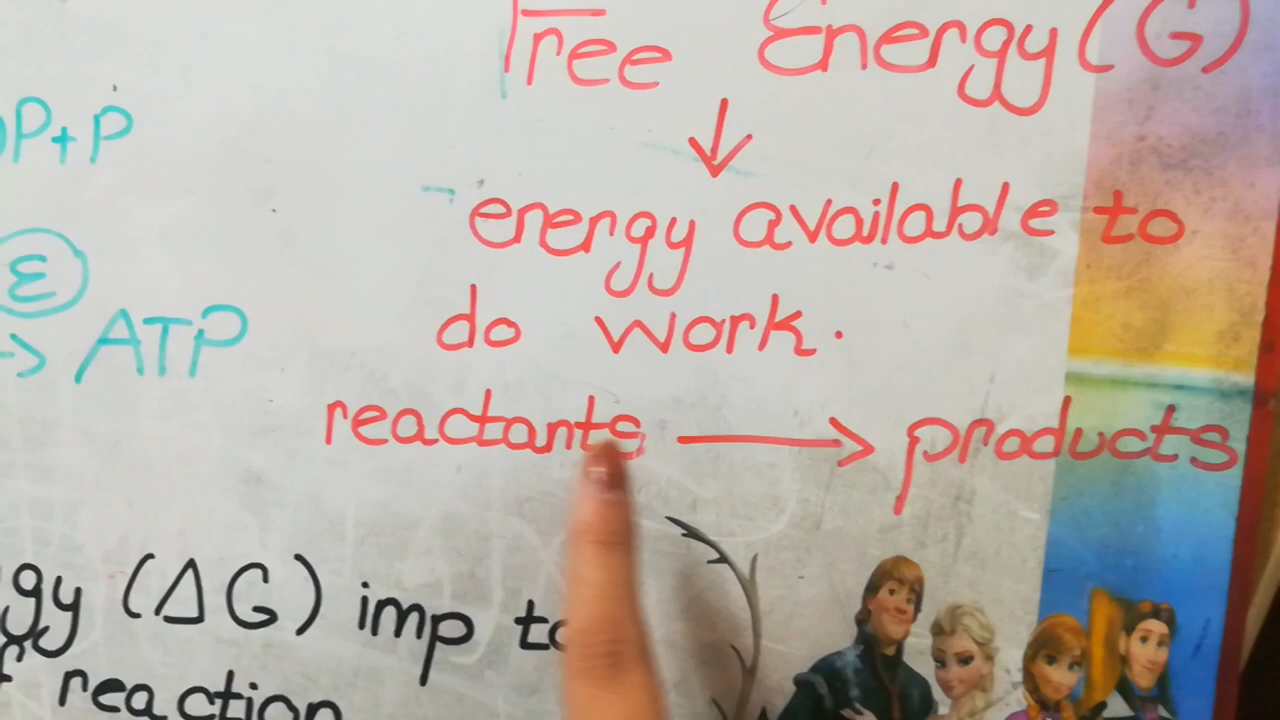 Free Energy (G)
P+P
↓
energy available to
do work.
ε
→ ATP
reactants → products
gy (ΔG) imp to
reaction